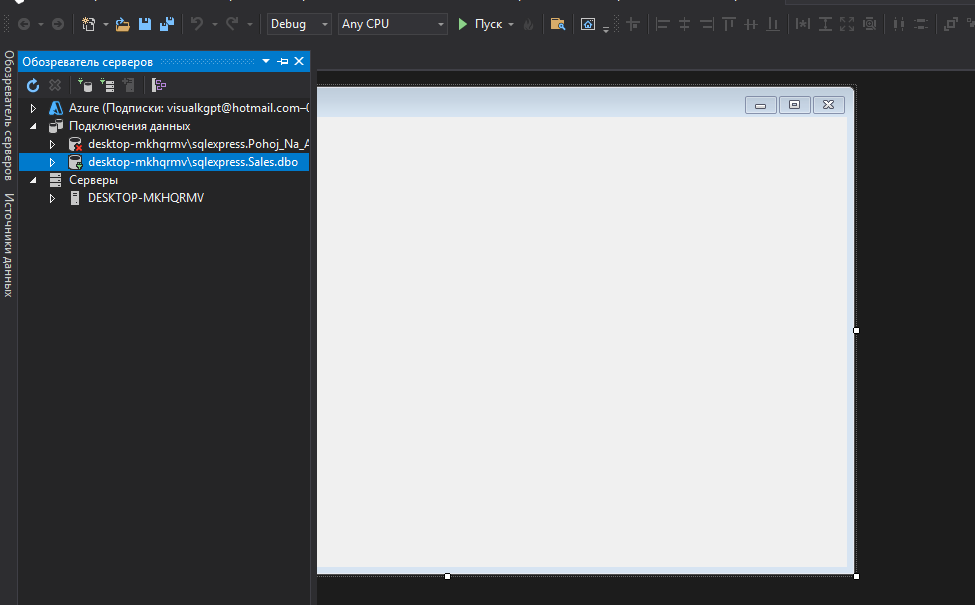 Debug
Any CPU
Пуск
Обозреватель серверов
Источники данных
Обозреватель серверов
Azure (Подписки: visualkgpt@hotmail.com–
Подключения данных
desktop-mkhqrmv\sqlexpress.Pohoj_Na_A
desktop-mkhqrmv\sqlexpress.Sales.dbo
Серверы
DESKTOP-MKHQRMV